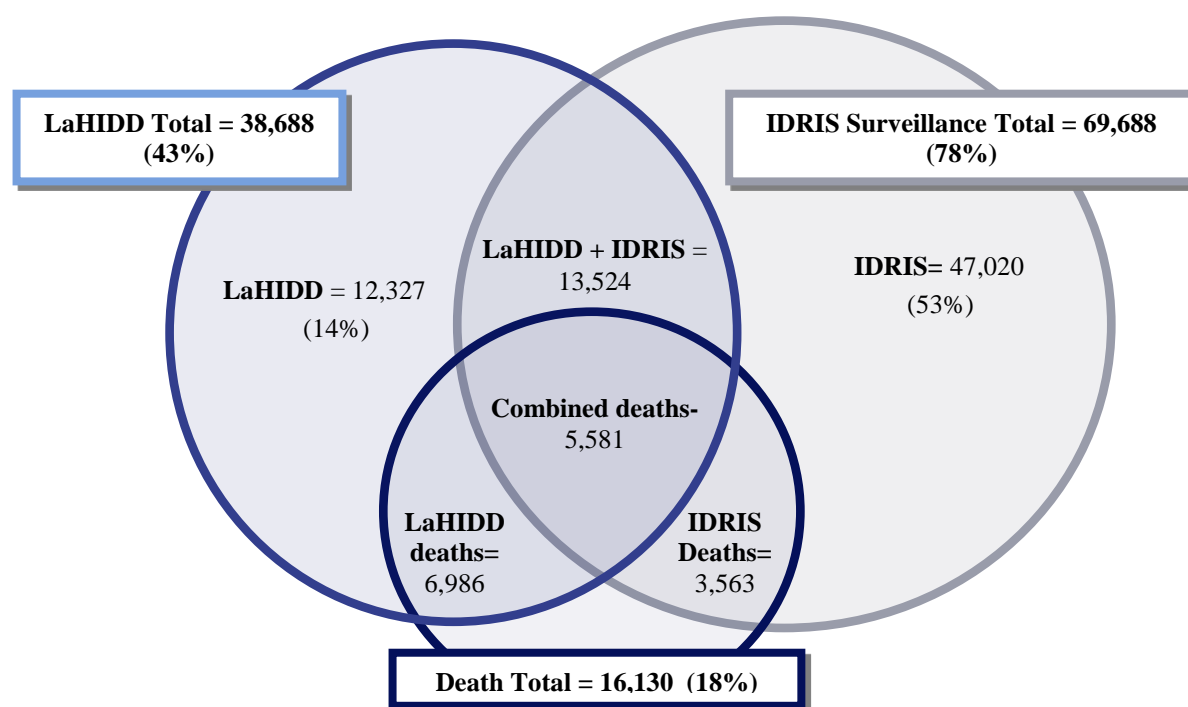 LaHIDD Total = 38,688
(43%)
IDRIS Surveillance Total = 69,688
(78%)
LaHIDD + IDRIS =
13,524
LaHIDD = 12,327
(14%)
IDRIS= 47,020
(53%)
Combined deaths-
5,581
LaHIDD
deaths=
6,986
IDRIS
Deaths=
3,563
Death Total = 16,130 (18%)